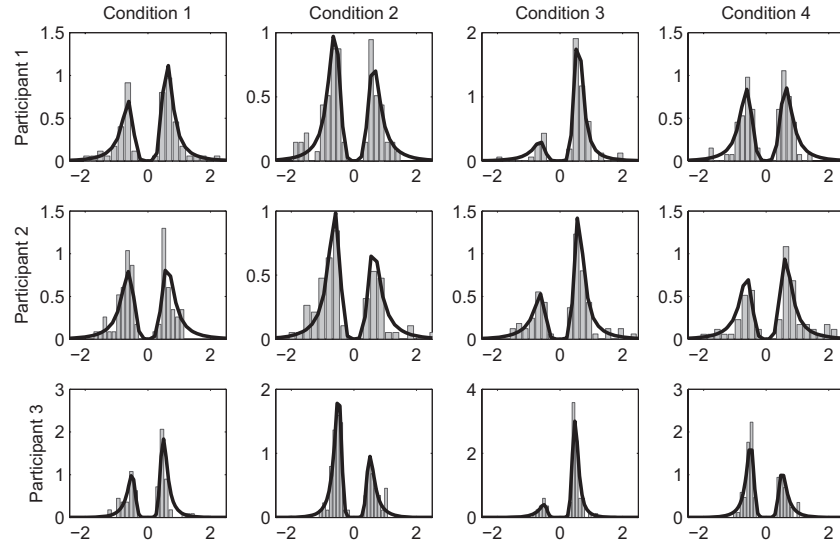 Condition 1 Condition 2 Condition 3 Condition 4
Participant 1
1.5 1 2 1.5
1 1
0.5 0.5 1 0.5
0 0 0 0
−2 0 2 −2 0 2 −2 0 2 −2 0 2
Participant 2
1.5 1 1.5 1.5
1 1 1
0.5 0.5 0.5 0.5
0 0 0 0
−2 0 2 −2 0 2 −2 0 2 −2 0 2
Participant 3
3 2 4 3
2 2
1 1 2 1
0 0 0 0
−2 0 2 −2 0 2 −2 0 2 −2 0 2